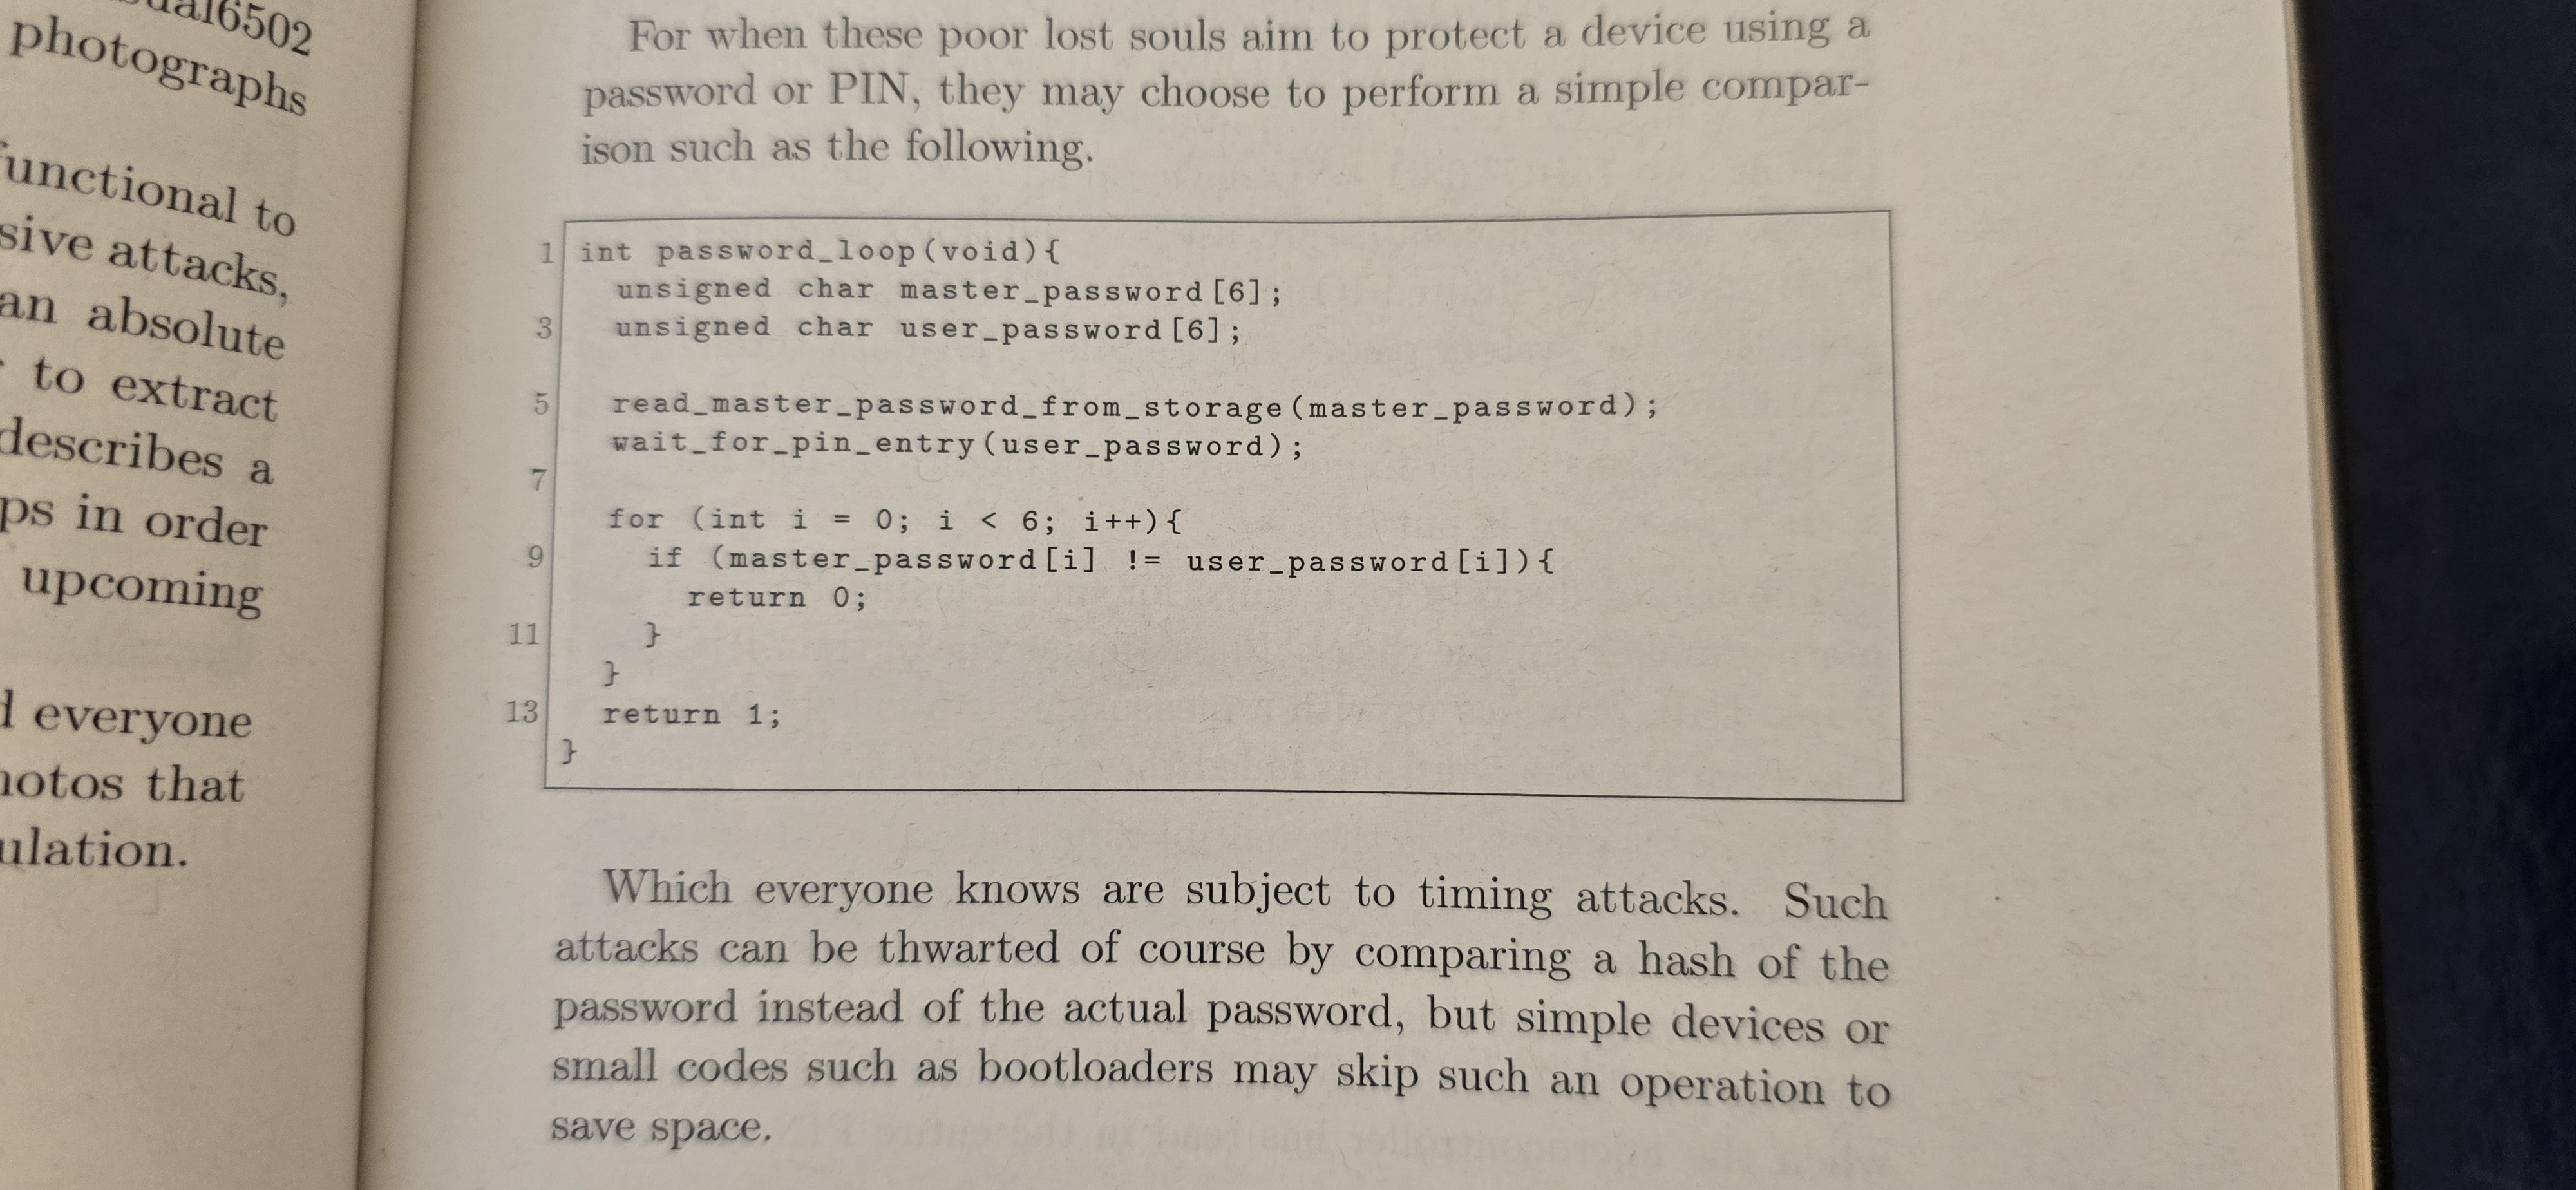 6502
photographs
functional to
sive attacks,
an absolute
to extract
describes a
ps in order
upcoming
everyone
that
ulation.
For when these poor lost souls aim to protect a device using a
password or PIN, they may choose to perform a simple compar-
ison such as the following.
1 int password_loop(void){
unsigned char master_password[6];
3 unsigned char user_password[6];
5 read_master_password_from_storage(master_password);
wait_for_pin_entry(user_password);
7
for (int i = 0; i < 6; i++){
9 if (master_password[i] != user_password[i]){
return 0;
11 }
}
13 return 1;
}
Which everyone knows are subject to timing attacks. Such
attacks can be thwarted of course by comparing a hash of the
password instead of the actual password, but simple devices or
small codes such as bootloaders may skip such an operation to
save space.